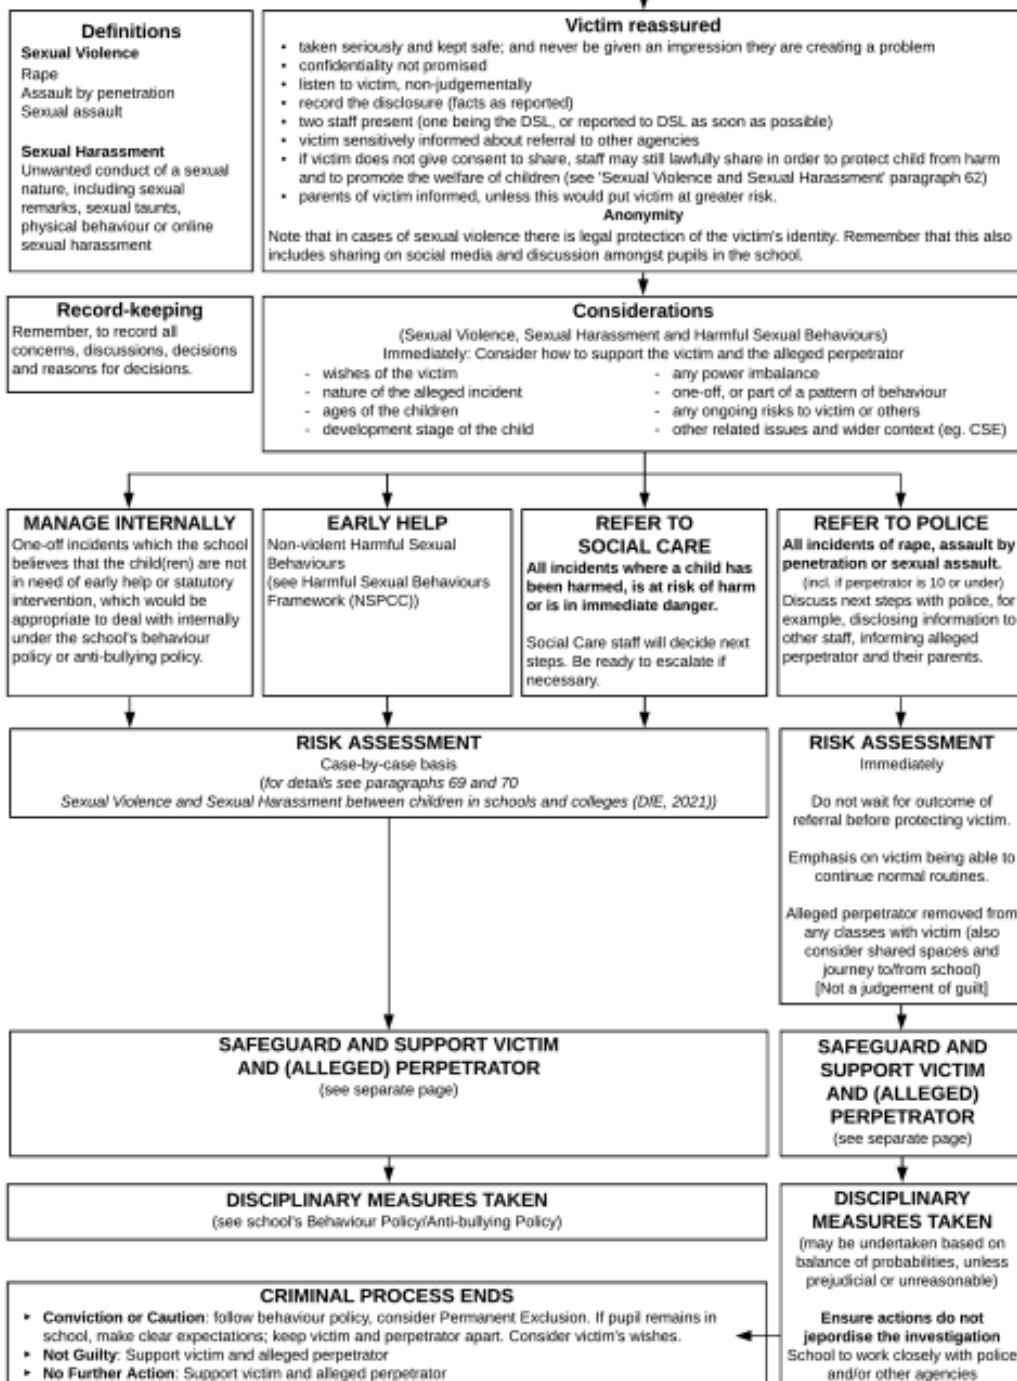 Definitions
Sexual Violence
Rape
Assault by penetration
Sexual assault
Sexual Harassment
Unwanted conduct of a sexual
nature, including sexual
remarks, sexual taunts,
physical behaviour or online
sexual harassment
Victim reassured
• taken seriously and kept safe; and never be given an impression they are creating a problem
• confidentiality not promised
• listen to victim, non-judgementally
• record the disclosure (facts as reported)
• two staff present (one being the DSL, or reported to DSL as soon as possible)
• victim sensitively informed about referral to other agencies
• if victim does not give consent to share, staff may still lawfully share in order to protect child from harm
and to promote the welfare of children (see 'Sexual Violence and Sexual Harassment' paragraph 62)
• parents of victim informed, unless this would put victim at greater risk.
Anonymity
Note that in cases of sexual violence there is legal protection of the victim's identity. Remember that this also
includes sharing on social media and discussion amongst pupils in the school.
Record-keeping
Remember, to record all
concerns, discussions, decisions
and reasons for decisions.
Considerations
(Sexual Violence, Sexual Harassment and Harmful Sexual Behaviours)
Immediately: Consider how to support the victim and the alleged perpetrator
- wishes of the victim
- nature of the alleged incident
- ages of the children
- development stage of the child
- any power imbalance
- one-off, or part of a pattern of behaviour
- any ongoing risks to victim or others
- other related issues and wider context (eg. CSE)
MANAGE INTERNALLY
One-off incidents which the school
believes that the child(ren) are not
in need of early help or statutory
intervention, which would be
appropriate to deal with internally
under the school's behaviour
policy or anti-bullying policy.
EARLY HELP
Non-violent Harmful Sexual
Behaviours
(see Harmful Sexual Behaviours
Framework (NSPCC))
REFER TO
SOCIAL CARE
All incidents where a child has
been harmed, is at risk of harm
or is in immediate danger.
Social Care staff will decide next
steps. Be ready to escalate if
necessary.
REFER TO POLICE
All incidents of rape, assault by
penetration or sexual assault.
(incl. if perpetrator is 10 or under)
Discuss next steps with police, for
example, disclosing information to
other staff, informing alleged
perpetrator and their parents.
RISK ASSESSMENT
Case-by-case basis
(for details see paragraphs 69 and 70
Sexual Violence and Sexual Harassment between children in schools and colleges (DfE, 2021))
RISK ASSESSMENT
Immediately
Do not wait for outcome of
referral before protecting victim.
Emphasis on victim being able to
continue normal routines.
Alleged perpetrator removed from
any classes with victim (also
consider shared spaces and
journey to/from school)
[Not a judgement of guilt]
SAFEGUARD AND SUPPORT VICTIM
AND (ALLEGED) PERPETRATOR
(see separate page)
SAFEGUARD AND
SUPPORT VICTIM
AND (ALLEGED)
PERPETRATOR
(see separate page)
DISCIPLINARY MEASURES TAKEN
(see school's Behaviour Policy/Anti-bullying Policy)
DISCIPLINARY
MEASURES TAKEN
(may be undertaken based on
balance of probabilities, unless
prejudicial or unreasonable)
Ensure actions do not
jepordise the investigation
School to work closely with police
and/or other agencies
CRIMINAL PROCESS ENDS
► Conviction or Caution: follow behaviour policy, consider Permanent Exclusion. If pupil remains in
school, make clear expectations; keep victim and perpetrator apart. Consider victim's wishes.
► Not Guilty: Support victim and alleged perpetrator
► No Further Action: Support victim and alleged perpetrator